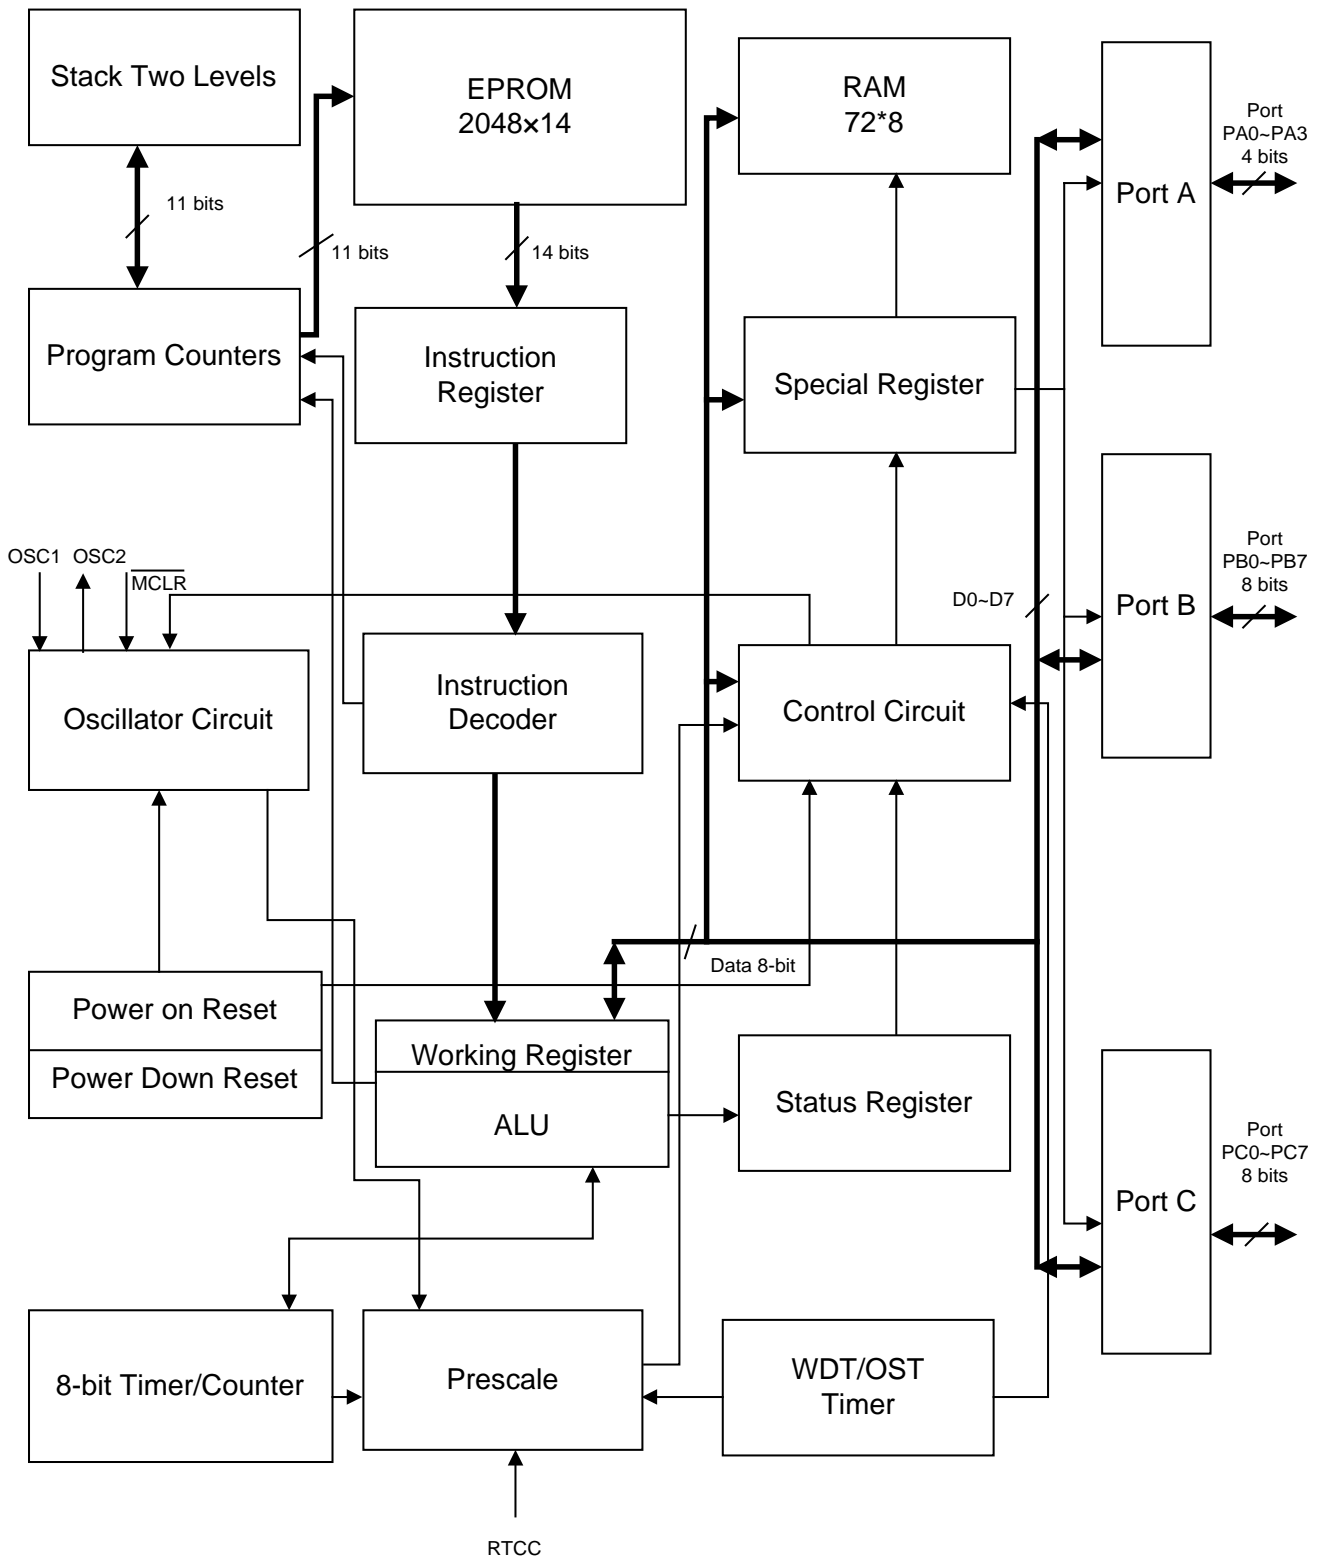 Stack Two Levels
EPROM
2048×14
RAM
72*8
Port
PA0~PA3
4 bits
Port A
11 bits
11 bits
14 bits
Program Counters
Instruction
Register
Special Register
OSC1
OSC2
MCLR
D0~D7
Port
PB0~PB7
8 bits
Port B
Oscillator Circuit
Instruction
Decoder
Control Circuit
Data 8-bit
Power on Reset
Power Down Reset
Working Register
ALU
Status Register
Port
PC0~PC7
8 bits
Port C
8-bit Timer/Counter
Prescale
WDT/OST
Timer
RTCC